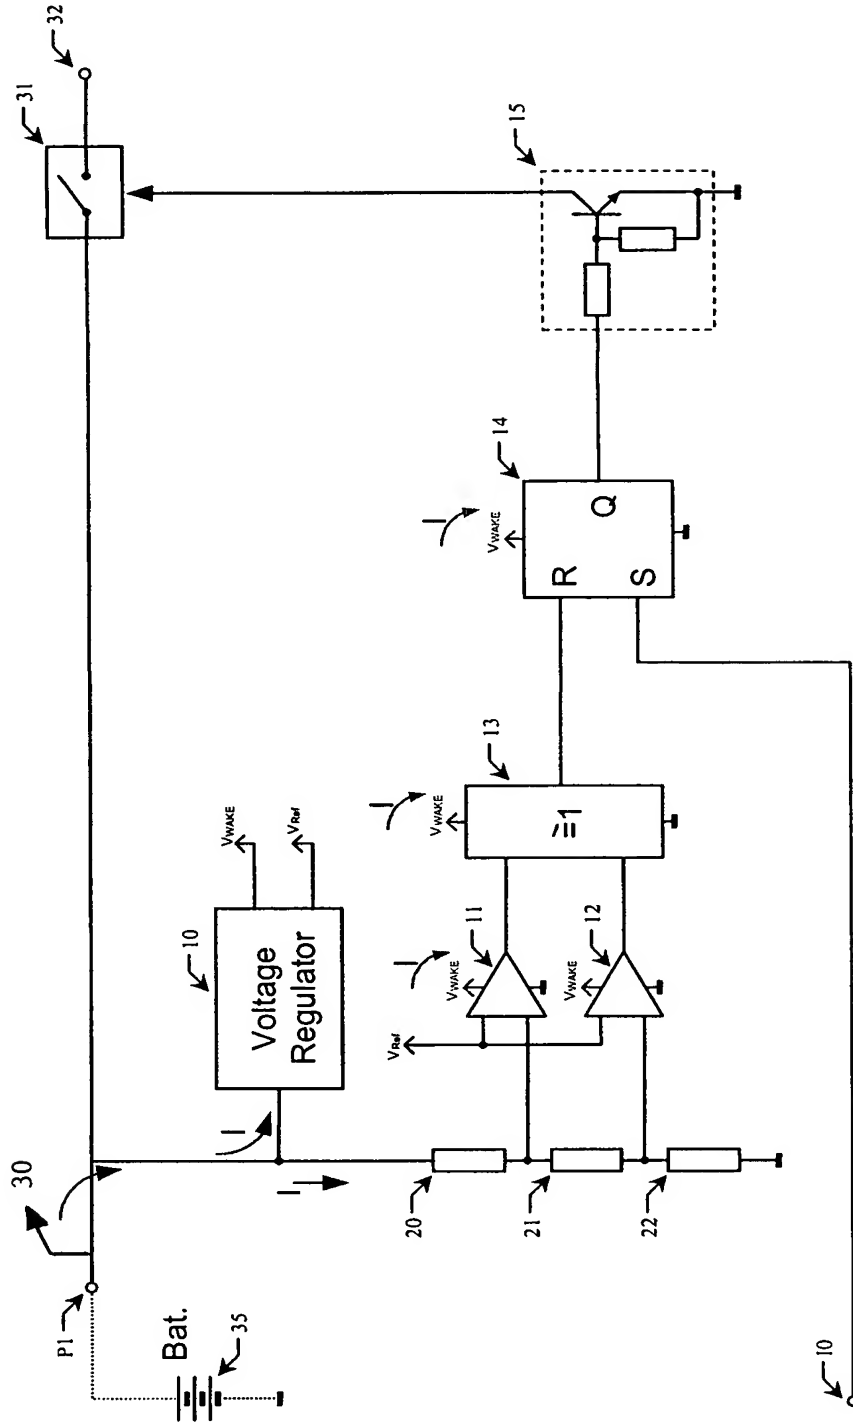 32
31
30
P1
Bat.
35
10
Voltage
Regulator
VWAKE
VRef
I
I
20
21
22
VRef
VWAKE
I
11
VWAKE
12
VWAKE
I
13
≥1
VWAKE
I
14
R
S
Q
15
10